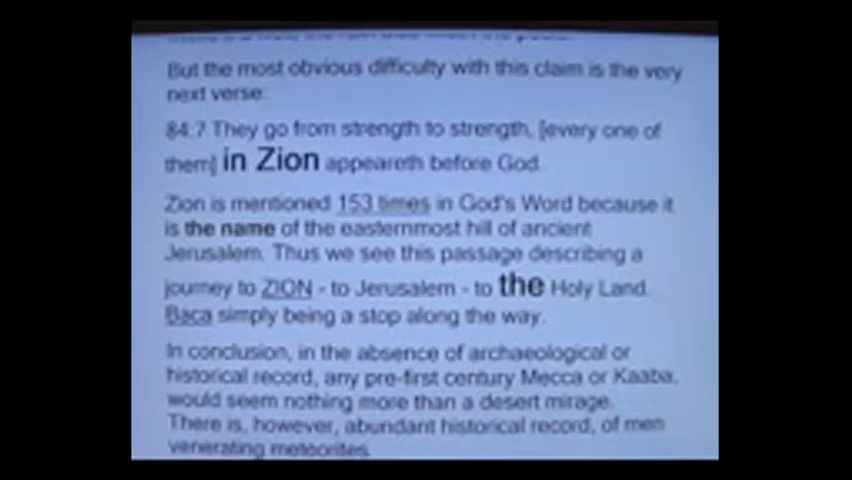 But the most obvious difficulty with this claim is the very
next verse:
84:7 They go from strength to strength, [every one of
them] in Zion appeareth before God.
Zion is mentioned 153 times in God's Word because it
is the name of the easternmost hill of ancient
Jerusalem. Thus we see this passage describing a
journey to ZION - to Jerusalem - to the Holy Land.
Baca simply being a stop along the way.
In conclusion, in the absence of archaeological or
historical record, any pre-first century Mecca or Kaaba,
would seem nothing more than a desert mirage.
There is, however, abundant historical record, of men
venerating meteorites.